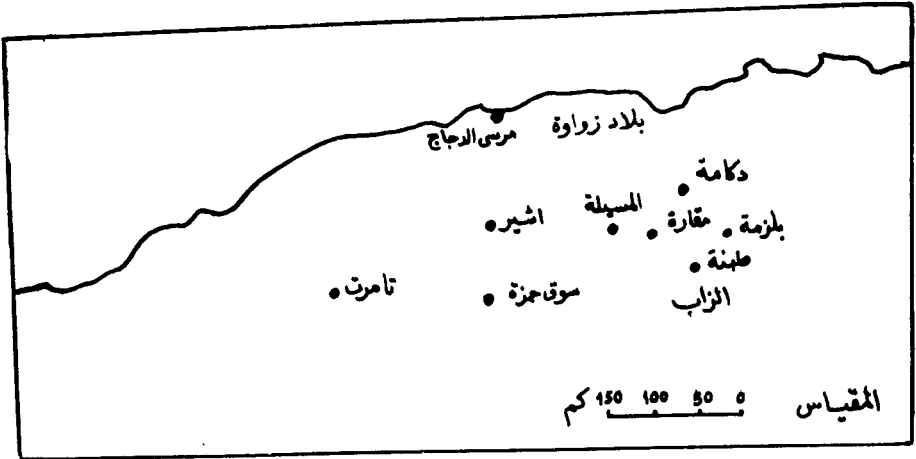 بلاد زواوة
مرسى الدجاج
دكامة
المسيلة
مقارة
بلزمة
اشير
طبنة
تاهرت
سوق حمزة
الزاب
المقياس 0 50 100 150 كم